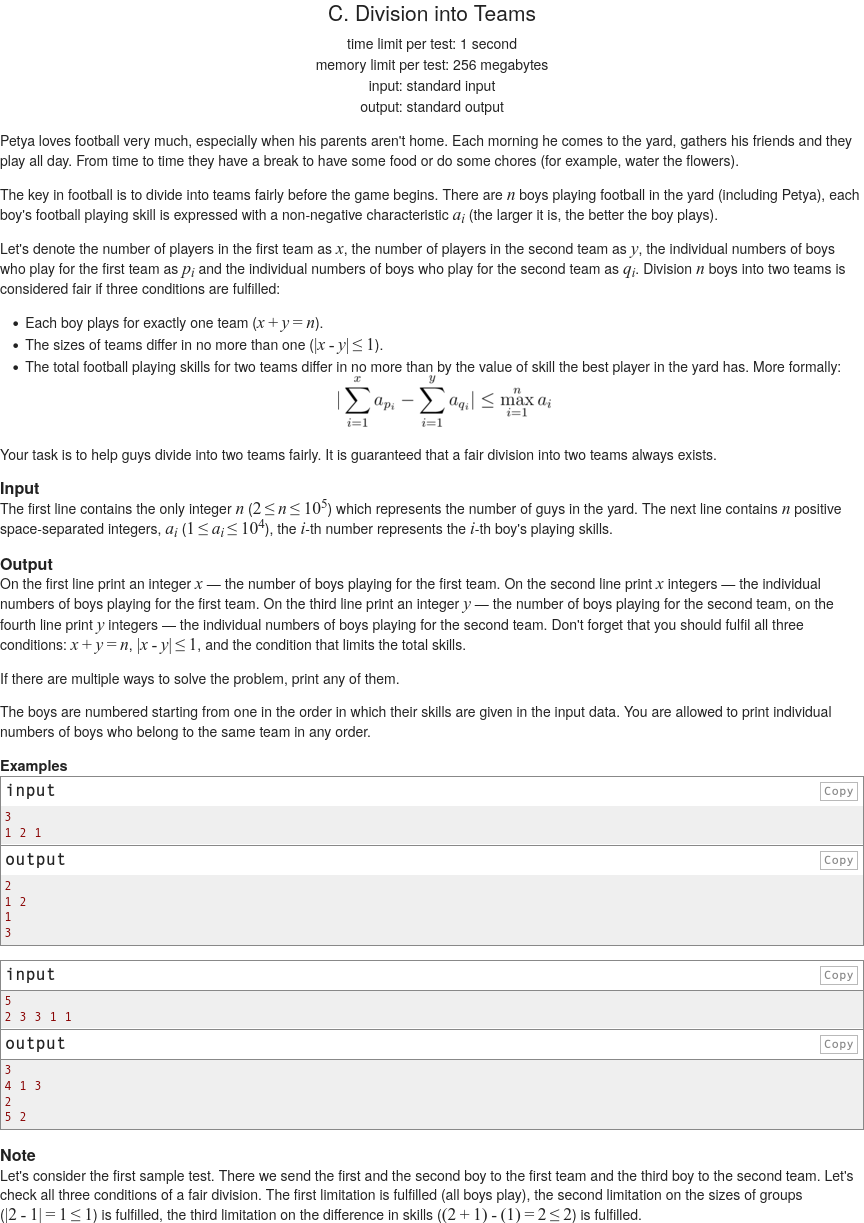 C. Division into Teams
time limit per test: 1 second
memory limit per test: 256 megabytes
input: standard input
output: standard output
Petya loves football very much, especially when his parents aren't home. Each morning he comes to the yard, gathers his friends and they
play all day. From time to time they have a break to have some food or do some chores (for example, water the flowers).
The key in football is to divide into teams fairly before the game begins. There are n boys playing football in the yard (including Petya), each
boy's football playing skill is expressed with a non-negative characteristic a_i (the larger it is, the better the boy plays).
Let's denote the number of players in the first team as x, the number of players in the second team as y, the individual numbers of boys
who play for the first team as p_i and the individual numbers of boys who play for the second team as q_i. Division n boys into two teams is
considered fair if three conditions are fulfilled:
• Each boy plays for exactly one team (x + y = n).
• The sizes of teams differ in no more than one (|x - y| ≤ 1).
• The total football playing skills for two teams differ in no more than by the value of skill the best player in the yard has. More formally:
|∑_{i=1}^{x} a_{p_i} − ∑_{i=1}^{y} a_{q_i}| ≤ max_{i=1}^{n} a_i
Your task is to help guys divide into two teams fairly. It is guaranteed that a fair division into two teams always exists.
Input
The first line contains the only integer n (2 ≤ n ≤ 10^5) which represents the number of guys in the yard. The next line contains n positive
space-separated integers, a_i (1 ≤ a_i ≤ 10^4), the i-th number represents the i-th boy's playing skills.
Output
On the first line print an integer x — the number of boys playing for the first team. On the second line print x integers — the individual
numbers of boys playing for the first team. On the third line print an integer y — the number of boys playing for the second team, on the
fourth line print y integers — the individual numbers of boys playing for the second team. Don't forget that you should fulfil all three
conditions: x + y = n, |x - y| ≤ 1, and the condition that limits the total skills.
If there are multiple ways to solve the problem, print any of them.
The boys are numbered starting from one in the order in which their skills are given in the input data. You are allowed to print individual
numbers of boys who belong to the same team in any order.
Examples
input Copy
3
1 2 1
output Copy
2
1 2
1
3
input Copy
5
2 3 3 1 1
output Copy
3
4 1 3
2
5 2
Note
Let's consider the first sample test. There we send the first and the second boy to the first team and the third boy to the second team. Let's
check all three conditions of a fair division. The first limitation is fulfilled (all boys play), the second limitation on the sizes of groups
(|2 - 1| = 1 ≤ 1) is fulfilled, the third limitation on the difference in skills ((2 + 1) - (1) = 2 ≤ 2) is fulfilled.